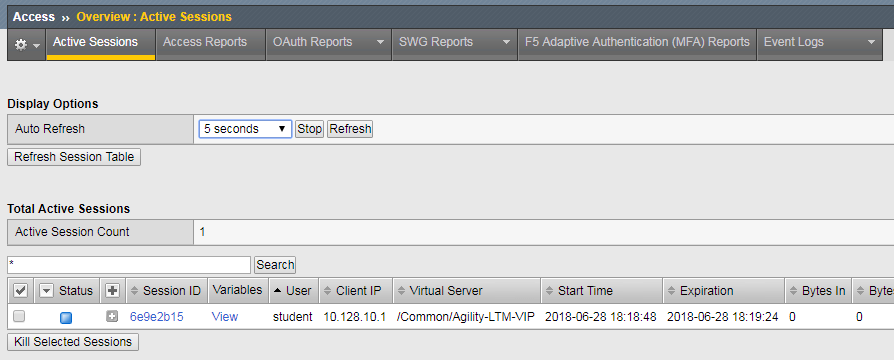 Access ›› Overview : Active Sessions
Active Sessions Access Reports OAuth Reports SWG Reports F5 Adaptive Authentication (MFA) Reports Event Logs
Display Options
Auto Refresh 5 seconds Stop Refresh
Refresh Session Table
Total Active Sessions
Active Session Count 1
* Search
Status Session ID Variables User Client IP Virtual Server Start Time Expiration Bytes In Bytes
6e9e2b15 View student 10.128.10.1 /Common/Agility-LTM-VIP 2018-06-28 18:18:48 2018-06-28 18:19:24 0 0
Kill Selected Sessions